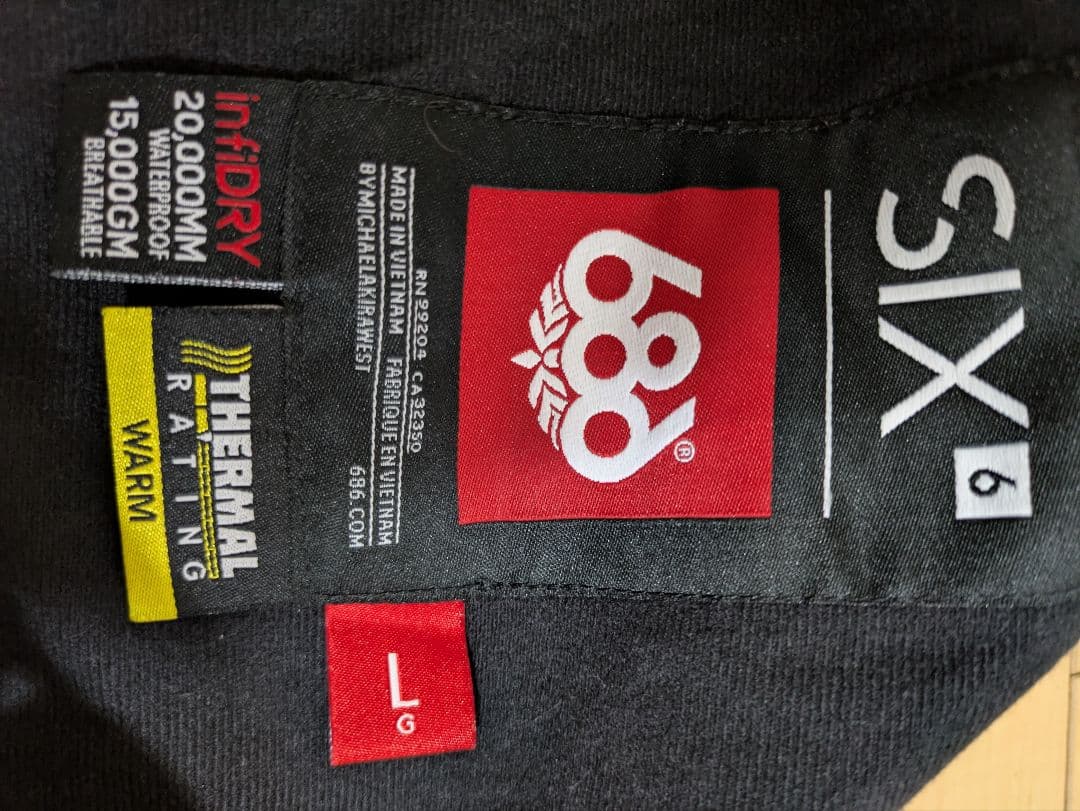 SIX
6
686®
RN 99204 CA 32350
MADE IN VIETNAM FABRIQUE EN VIETNAM
BYMICHAELAKIRAWEST 686.COM
infiDRY
20,000MM
WATERPROOF
15,000GM
BREATHABLE
THERMAL
RATING
WARM
L
G